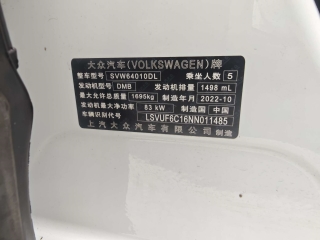 大众汽车(VOLKSWAGEN)牌
整车型号 SVW64010DL 乘坐人数 5
发动机型号 DMB 发动机排量 1498 mL
最大允许总质量 1695kg 制造年月 2022-10
发动机最大净功率 83 kW 制造国 中国
车辆识别代号 LSVUF6C16NN011485
上汽大众汽车有限公司 制造